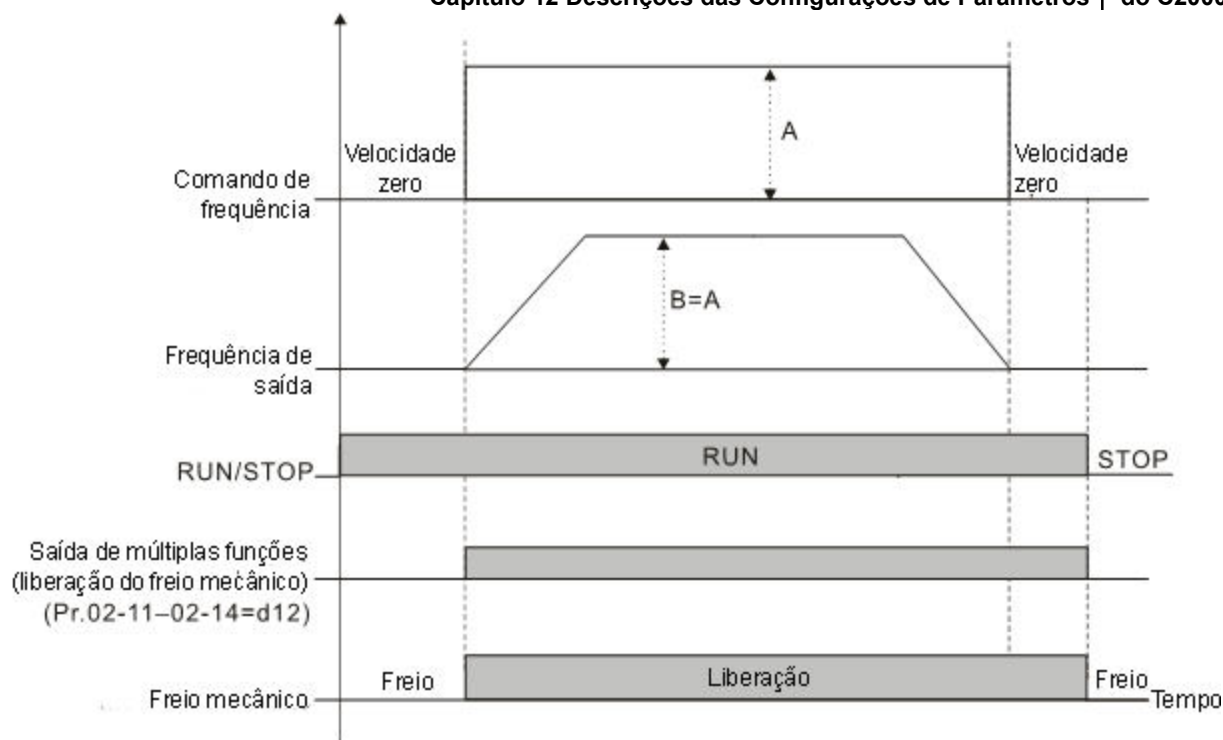 Capítulo 12 Descrições das Configurações de Parâmetros | do C2000
A
Velocidade
zero
Velocidade
zero
Comando de
frequência
B=A
Frequência de
saída
RUN
RUN/STOP
STOP
Saída de múltiplas funções
(liberação do freio mecânico)
(Pr.02-11–02-14=d12)
Freio
Liberação
Freio
Freio mecânico
Tempo